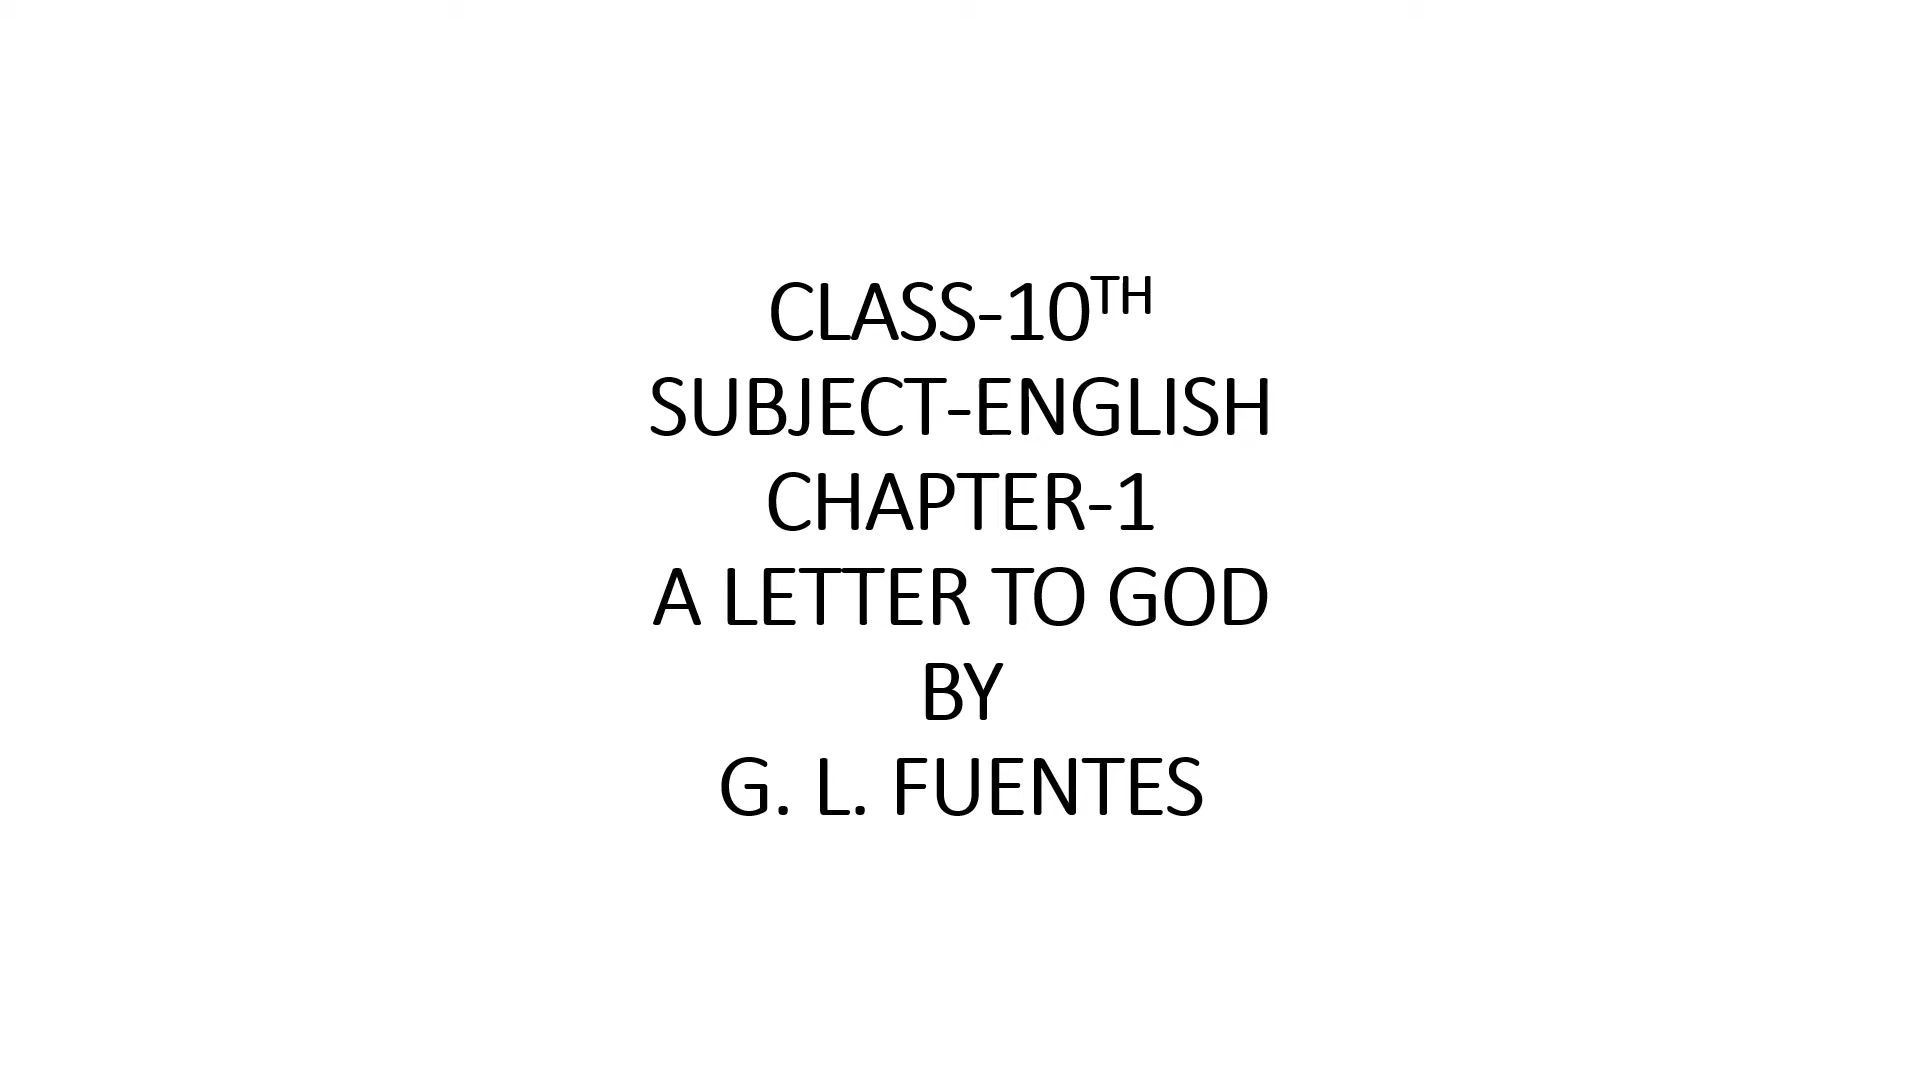 CLASS-10TH
SUBJECT-ENGLISH
CHAPTER-1
A LETTER TO GOD
BY
G. L. FUENTES